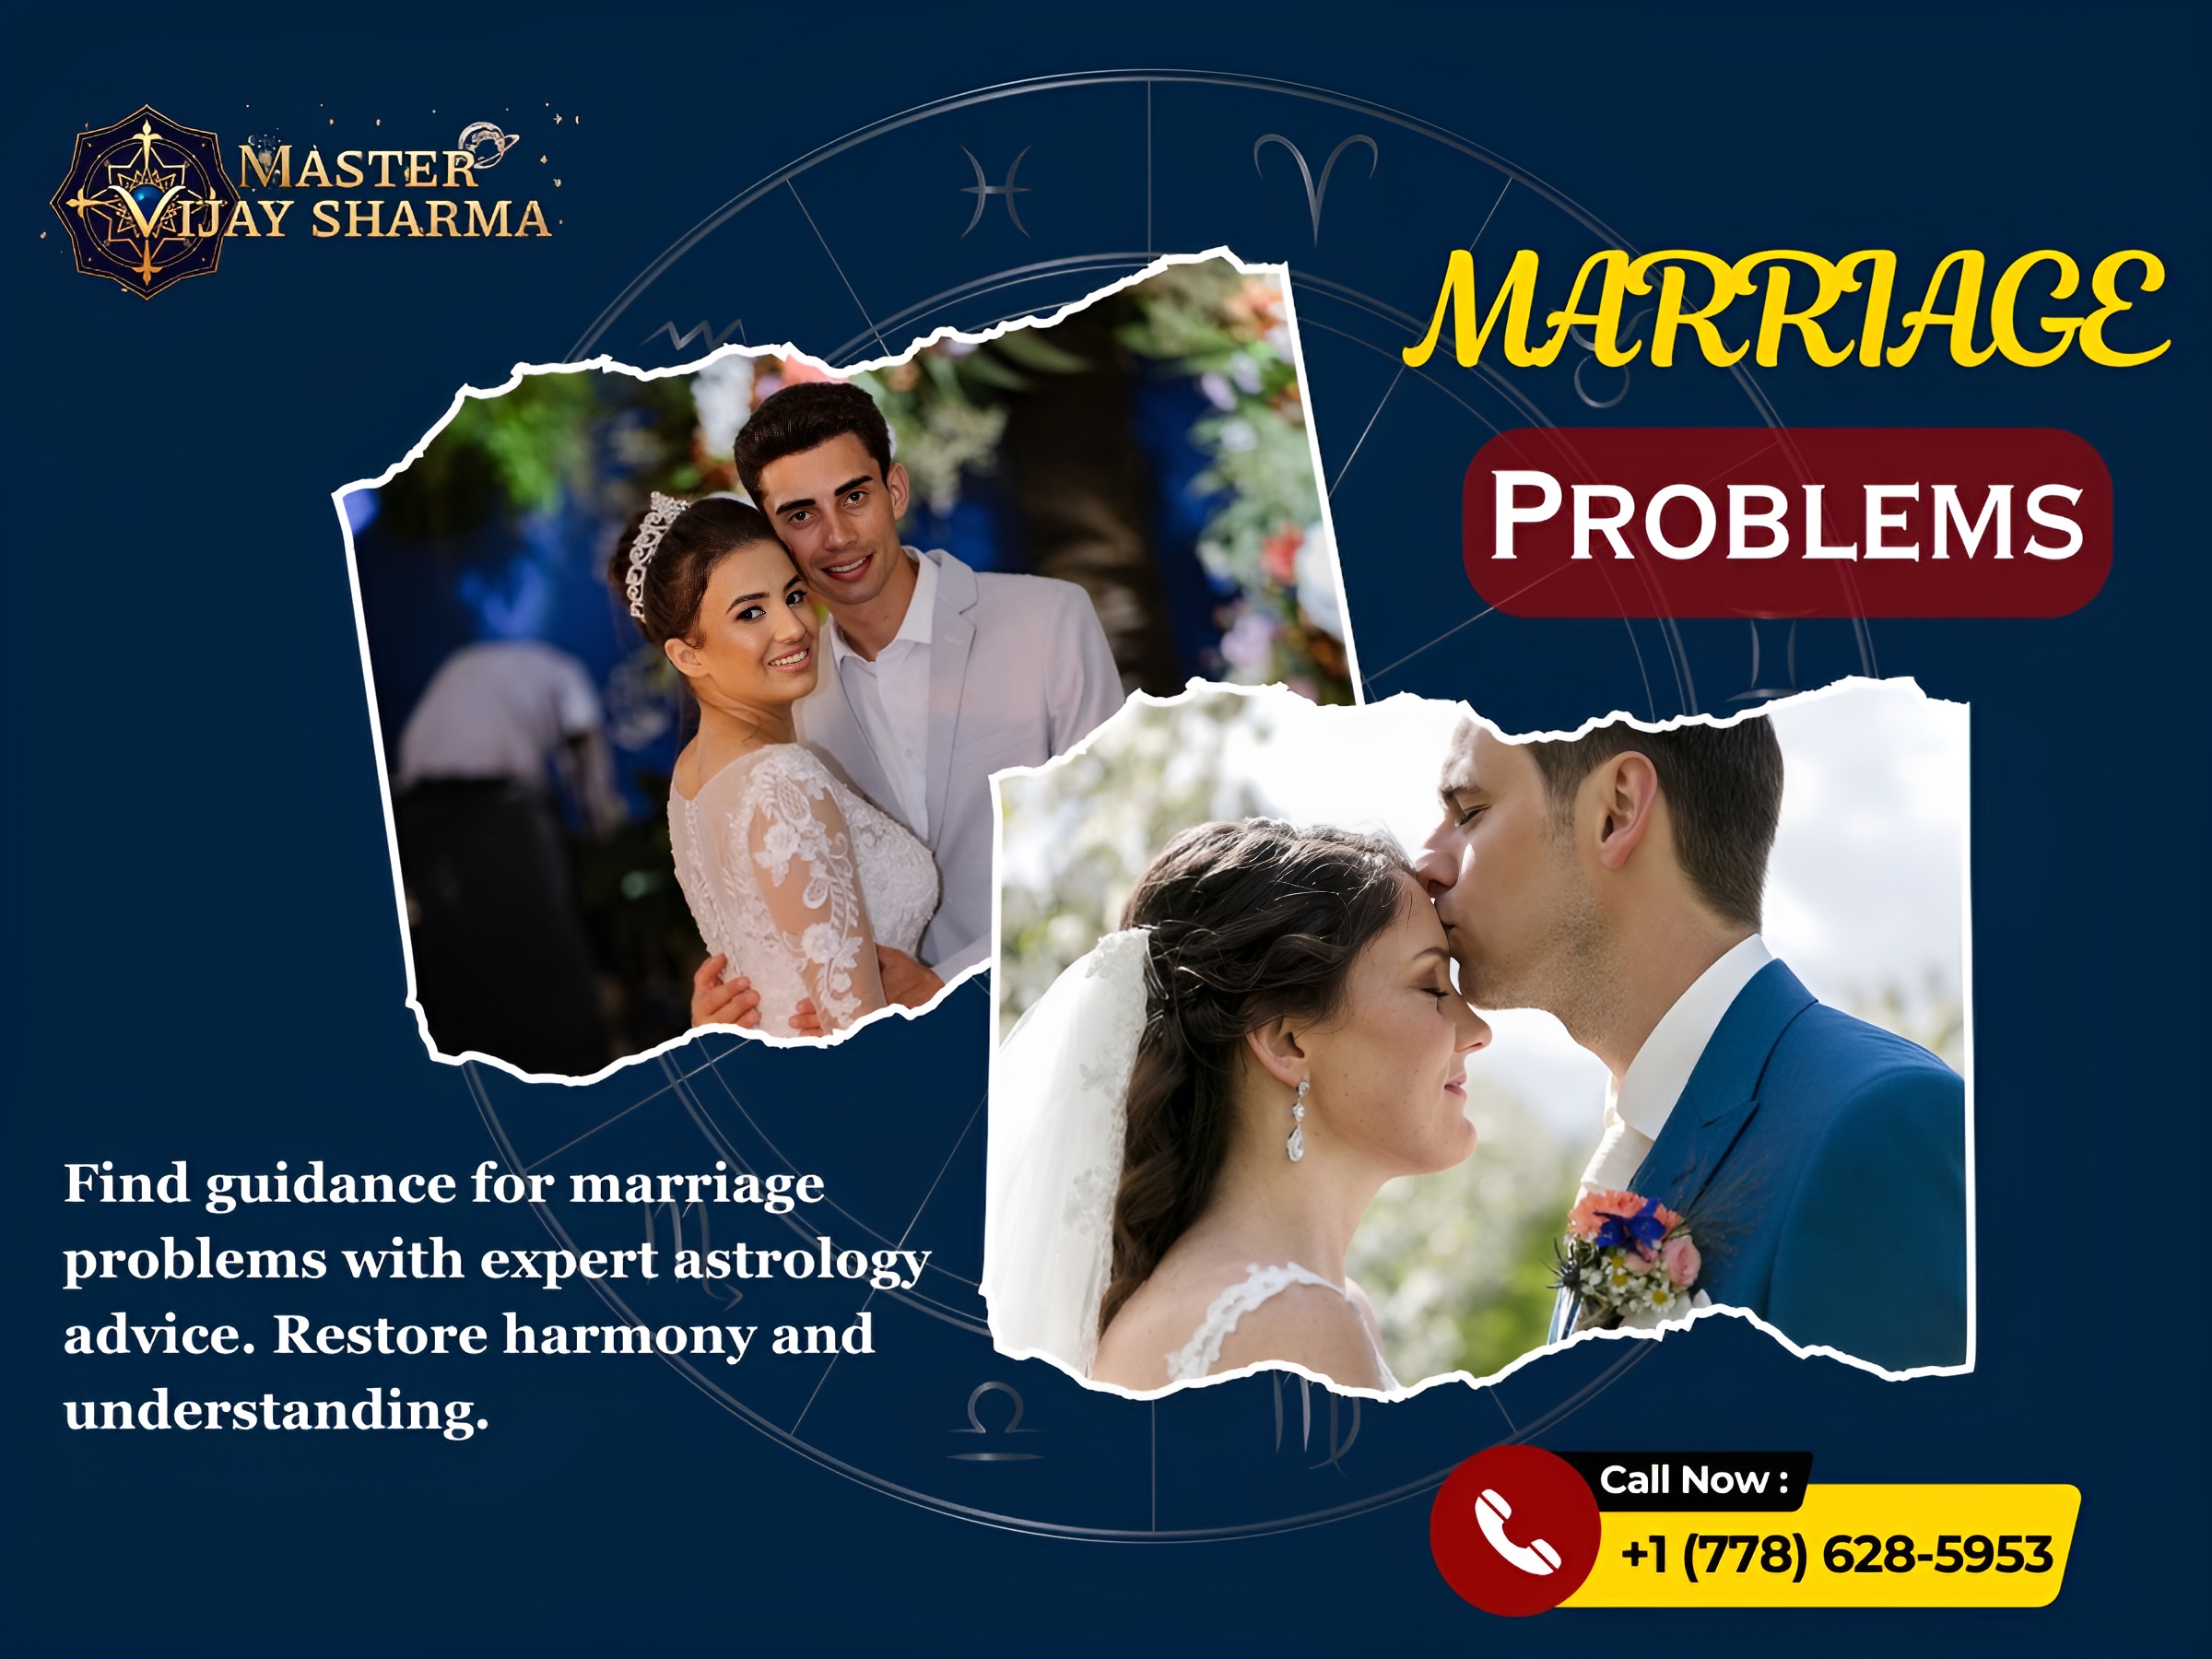 MASTER
VIJAY SHARMA
MARRIAGE
PROBLEMS
Find guidance for marriage
problems with expert astrology
advice. Restore harmony and
understanding.
Call Now :
+1 (778) 628-5953